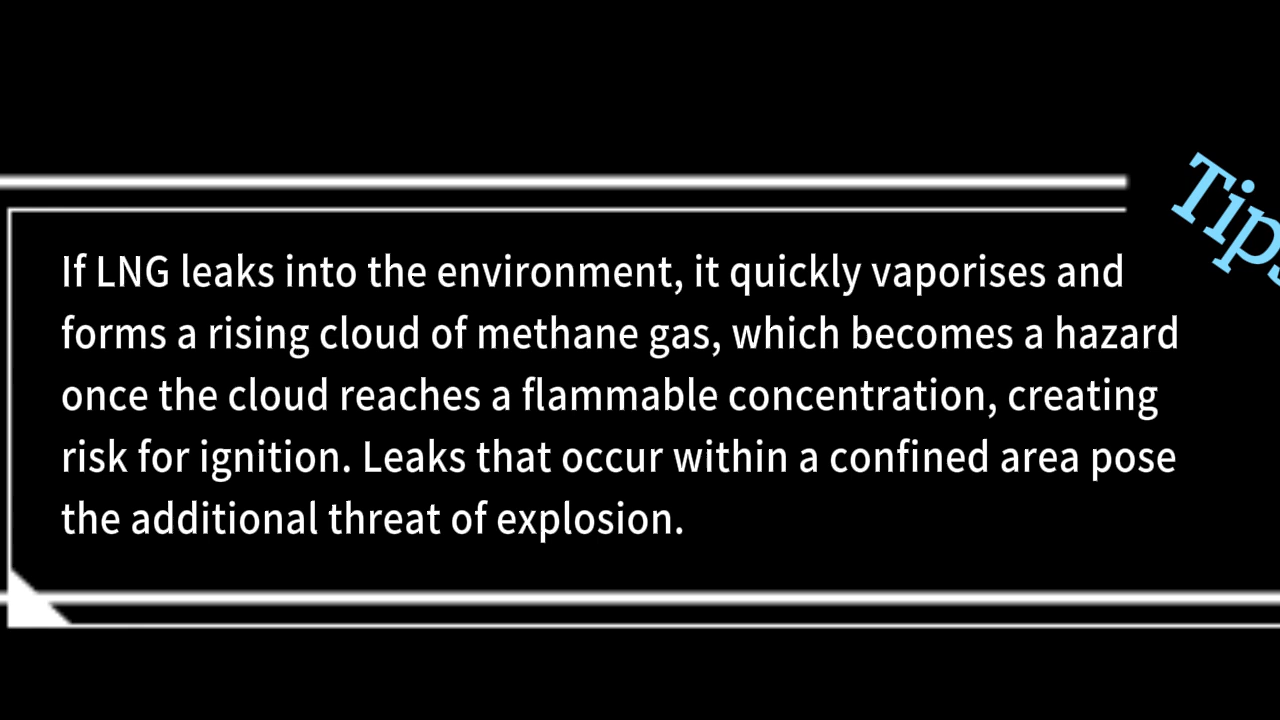 Tips
If LNG leaks into the environment, it quickly vaporises and
forms a rising cloud of methane gas, which becomes a hazard
once the cloud reaches a flammable concentration, creating
risk for ignition. Leaks that occur within a confined area pose
the additional threat of explosion.